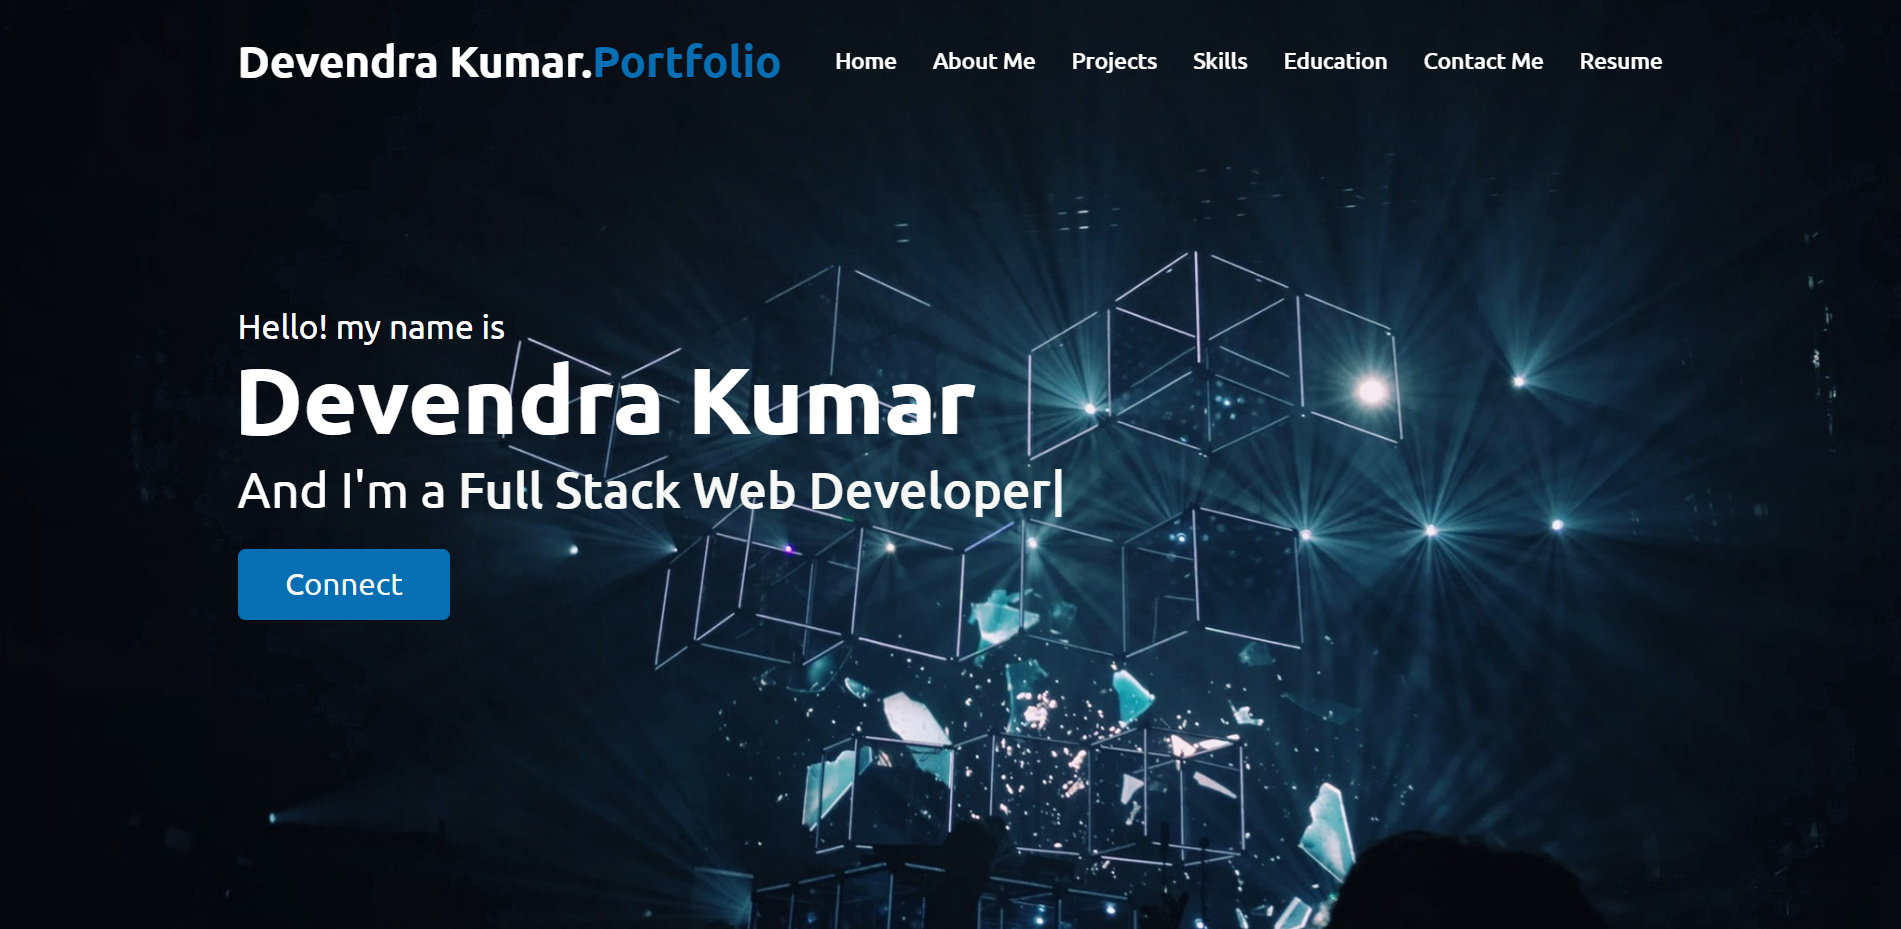 Devendra Kumar.Portfolio
Home About Me Projects Skills Education Contact Me Resume
Hello! my name is
Devendra Kumar
And I'm a Full Stack Web Developer|
Connect